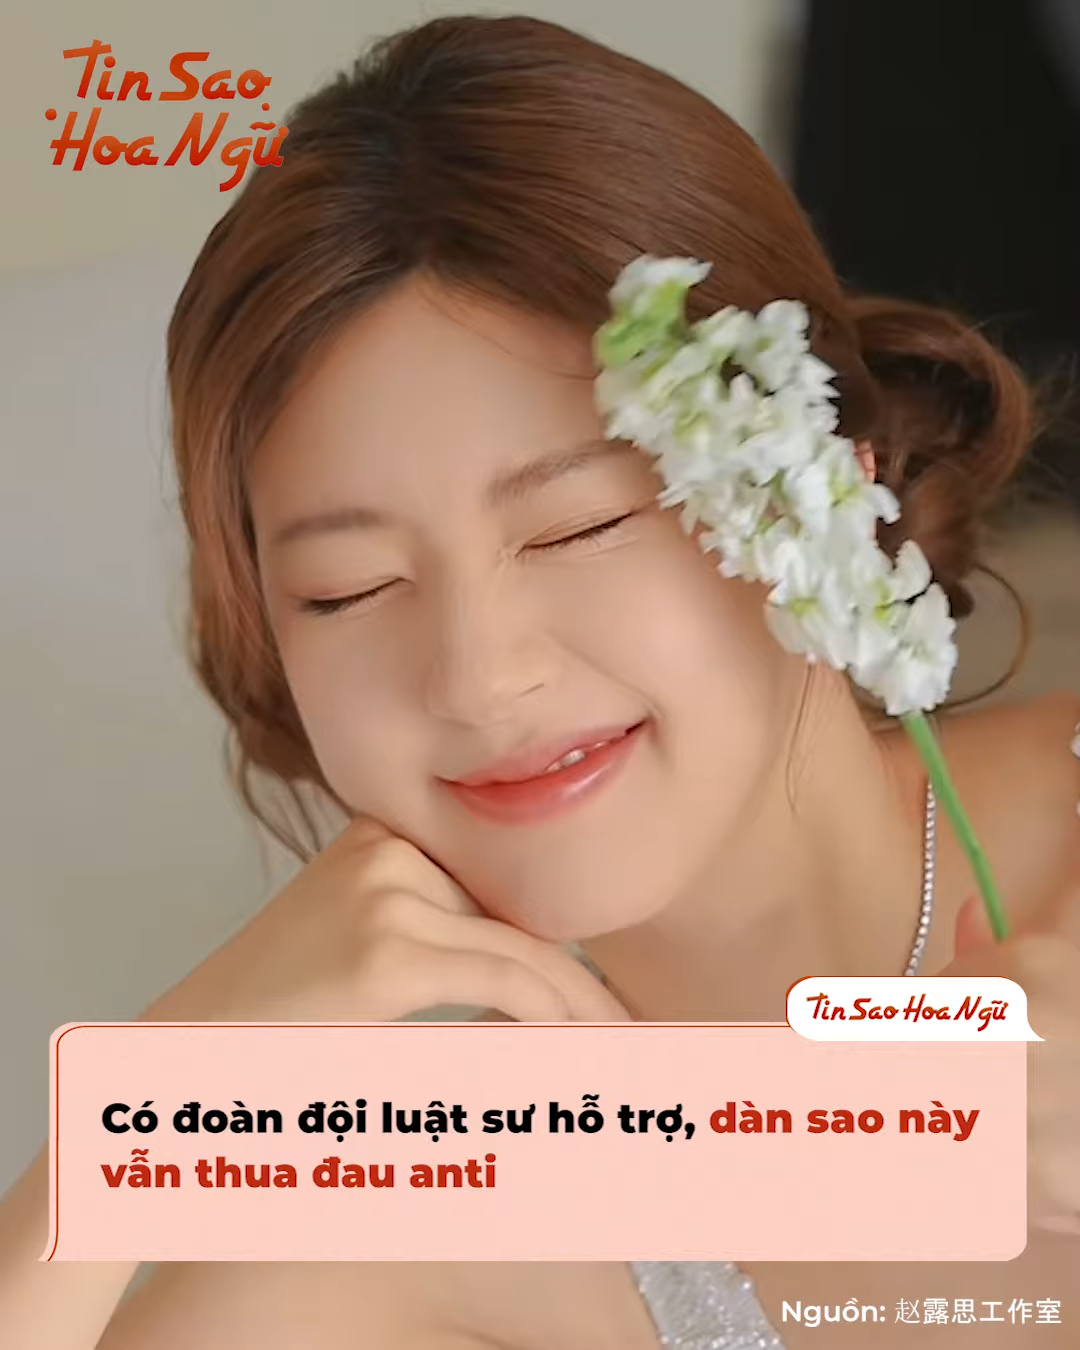 Tin Sao
Hoa Ngữ
Tin Sao Hoa Ngữ
Có đoàn đội luật sư hỗ trợ, dàn sao này
vẫn thua đau anti
Nguồn: 赵露思工作室